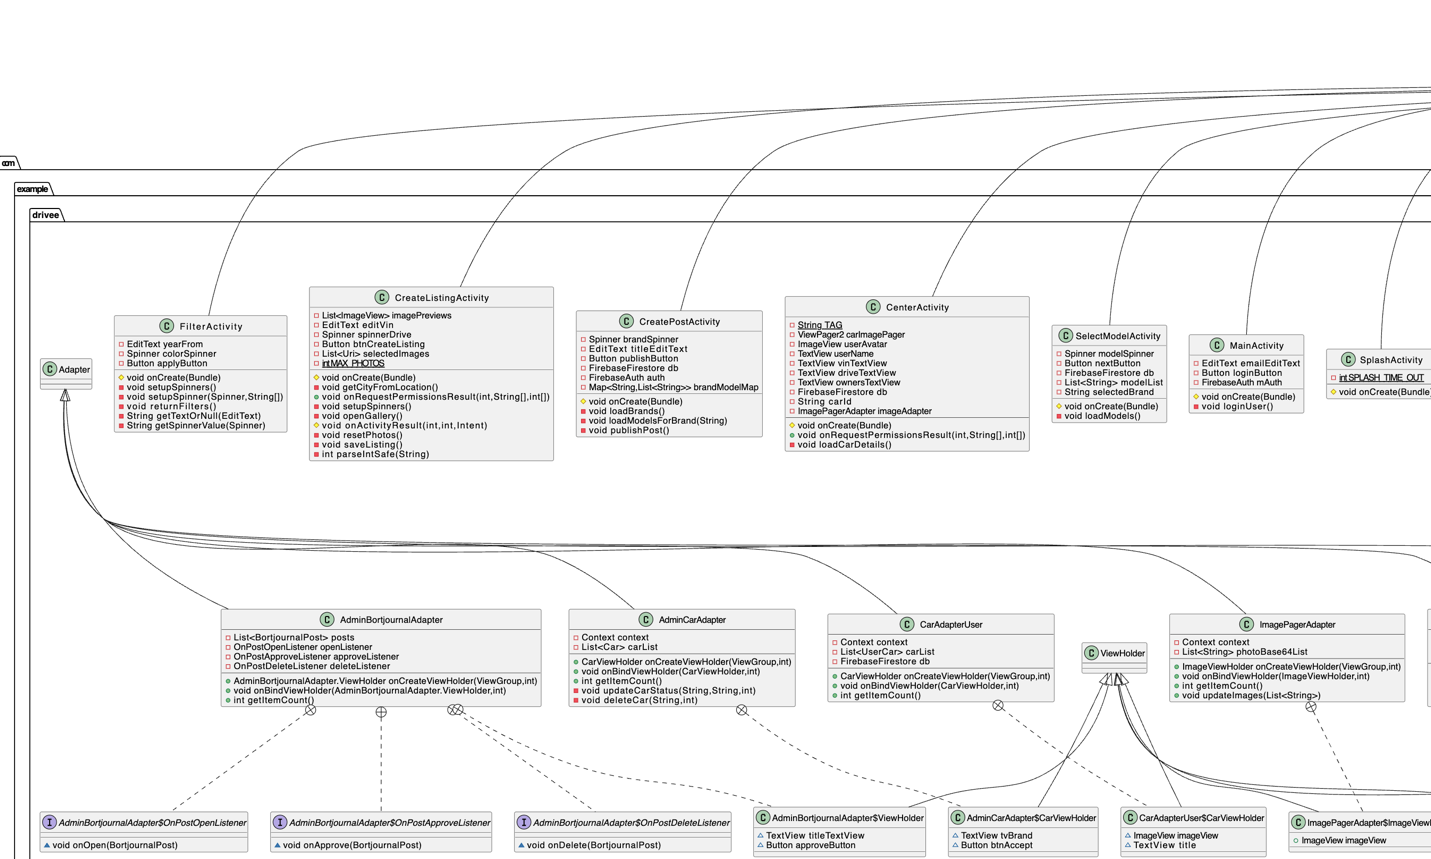 com
example
drivee
C FilterActivity
EditText yearFrom
Spinner colorSpinner
Button applyButton
void onCreate(Bundle)
void setupSpinners()
void setupSpinner(Spinner,String[])
void returnFilters()
String getTextOrNull(EditText)
String getSpinnerValue(Spinner)
C CreateListingActivity
List<ImageView> imagePreviews
EditText editVin
Spinner spinnerDrive
Button btnCreateListing
List<Uri> selectedImages
int MAX_PHOTOS
void onCreate(Bundle)
void getCityFromLocation()
void onRequestPermissionsResult(int,String[],int[])
void setupSpinners()
void openGallery()
void onActivityResult(int,int,Intent)
void resetPhotos()
void saveListing()
int parseIntSafe(String)
C CreatePostActivity
Spinner brandSpinner
EditText titleEditText
Button publishButton
FirebaseFirestore db
FirebaseAuth auth
Map<String,List<String>> brandModelMap
void onCreate(Bundle)
void loadBrands()
void loadModelsForBrand(String)
void publishPost()
C CenterActivity
String TAG
ViewPager2 carImagePager
ImageView userAvatar
TextView userName
TextView vinTextView
TextView driveTextView
TextView ownersTextView
FirebaseFirestore db
String carId
ImagePagerAdapter imageAdapter
void onCreate(Bundle)
void onRequestPermissionsResult(int,String[],int[])
void loadCarDetails()
C SelectModelActivity
Spinner modelSpinner
Button nextButton
FirebaseFirestore db
List<String> modelList
String selectedBrand
void onCreate(Bundle)
void loadModels()
C MainActivity
EditText emailEditText
Button loginButton
FirebaseAuth mAuth
void onCreate(Bundle)
void loginUser()
C SplashActivity
int SPLASH_TIME_OUT
void onCreate(Bundle)
C Adapter
C AdminBortjournalAdapter
List<BortjournalPost> posts
OnPostOpenListener openListener
OnPostApproveListener approveListener
OnPostDeleteListener deleteListener
AdminBortjournalAdapter.ViewHolder onCreateViewHolder(ViewGroup,int)
void onBindViewHolder(AdminBortjournalAdapter.ViewHolder,int)
int getItemCount()
C AdminCarAdapter
Context context
List<Car> carList
CarViewHolder onCreateViewHolder(ViewGroup,int)
void onBindViewHolder(CarViewHolder,int)
int getItemCount()
void updateCarStatus(String,String,int)
void deleteCar(String,int)
C CarAdapterUser
Context context
List<UserCar> carList
FirebaseFirestore db
CarViewHolder onCreateViewHolder(ViewGroup,int)
void onBindViewHolder(CarViewHolder,int)
int getItemCount()
C ViewHolder
C ImagePagerAdapter
Context context
List<String> photoBase64List
ImageViewHolder onCreateViewHolder(ViewGroup,int)
void onBindViewHolder(ImageViewHolder,int)
int getItemCount()
void updateImages(List<String>)
I AdminBortjournalAdapter$OnPostOpenListener
void onOpen(BortjournalPost)
I AdminBortjournalAdapter$OnPostApproveListener
void onApprove(BortjournalPost)
I AdminBortjournalAdapter$OnPostDeleteListener
void onDelete(BortjournalPost)
C AdminBortjournalAdapter$ViewHolder
TextView titleTextView
Button approveButton
C AdminCarAdapter$CarViewHolder
TextView tvBrand
Button btnAccept
C CarAdapterUser$CarViewHolder
ImageView imageView
TextView title
C ImagePagerAdapter$ImageViewH
ImageView imageView